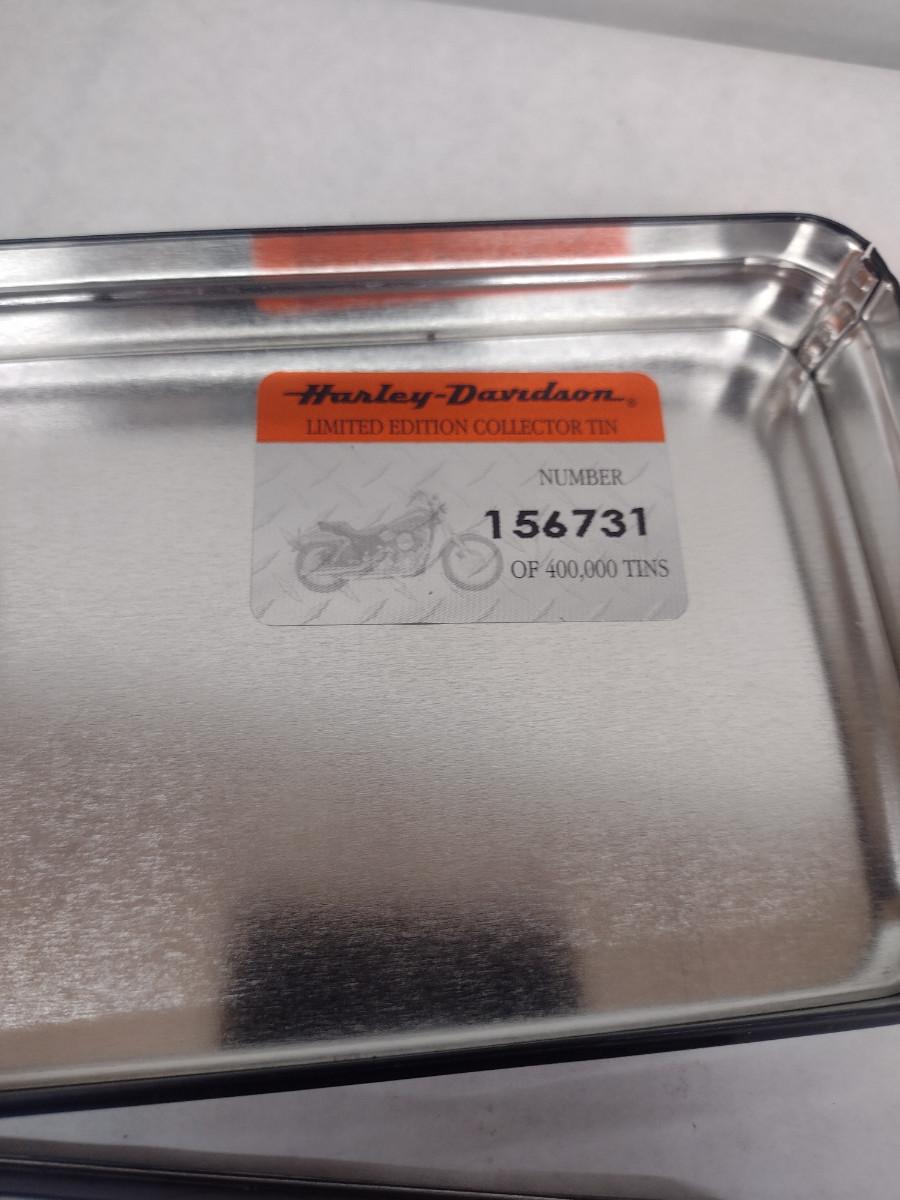 Harley-Davidson®
LIMITED EDITION COLLECTOR TIN
NUMBER
156731
OF 400,000 TINS